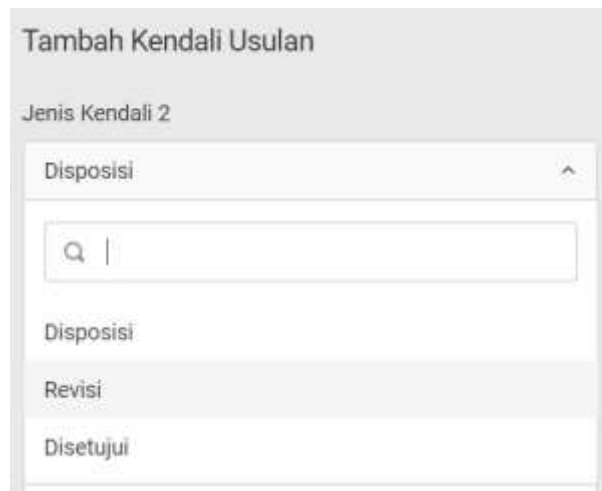 Tambah Kendali Usulan
Jenis Kendali 2
Disposisi
Disposisi
Revisi
Disetujui